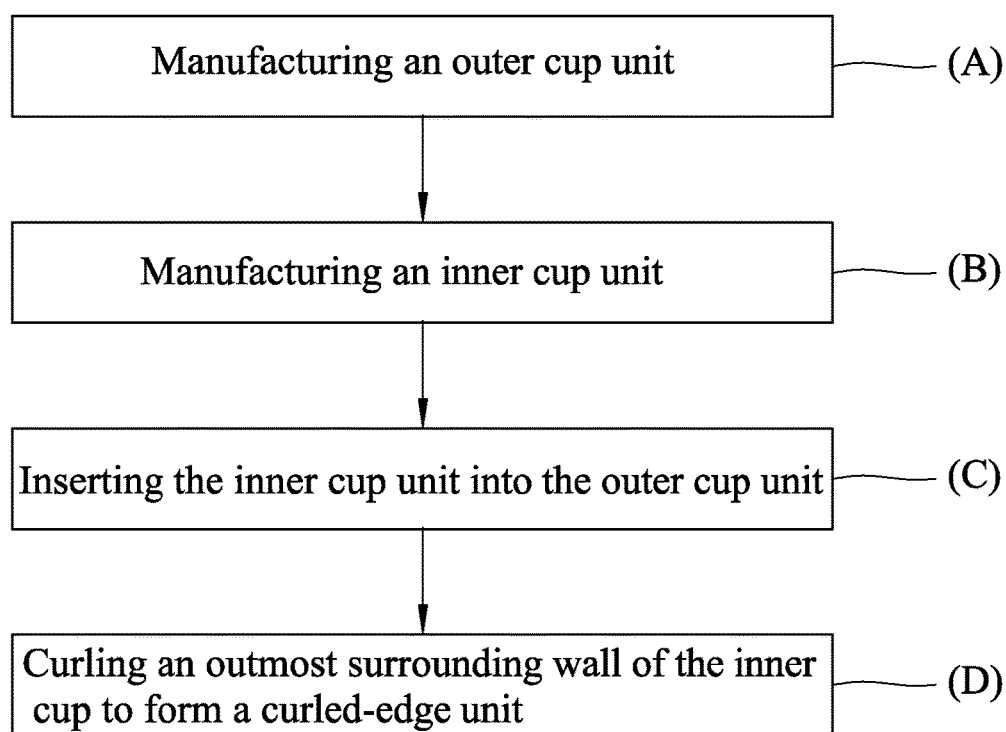 Manufacturing an outer cup unit (A)
Manufacturing an inner cup unit (B)
Inserting the inner cup unit into the outer cup unit (C)
Curling an outmost surrounding wall of the inner
cup to form a curled-edge unit
(D)